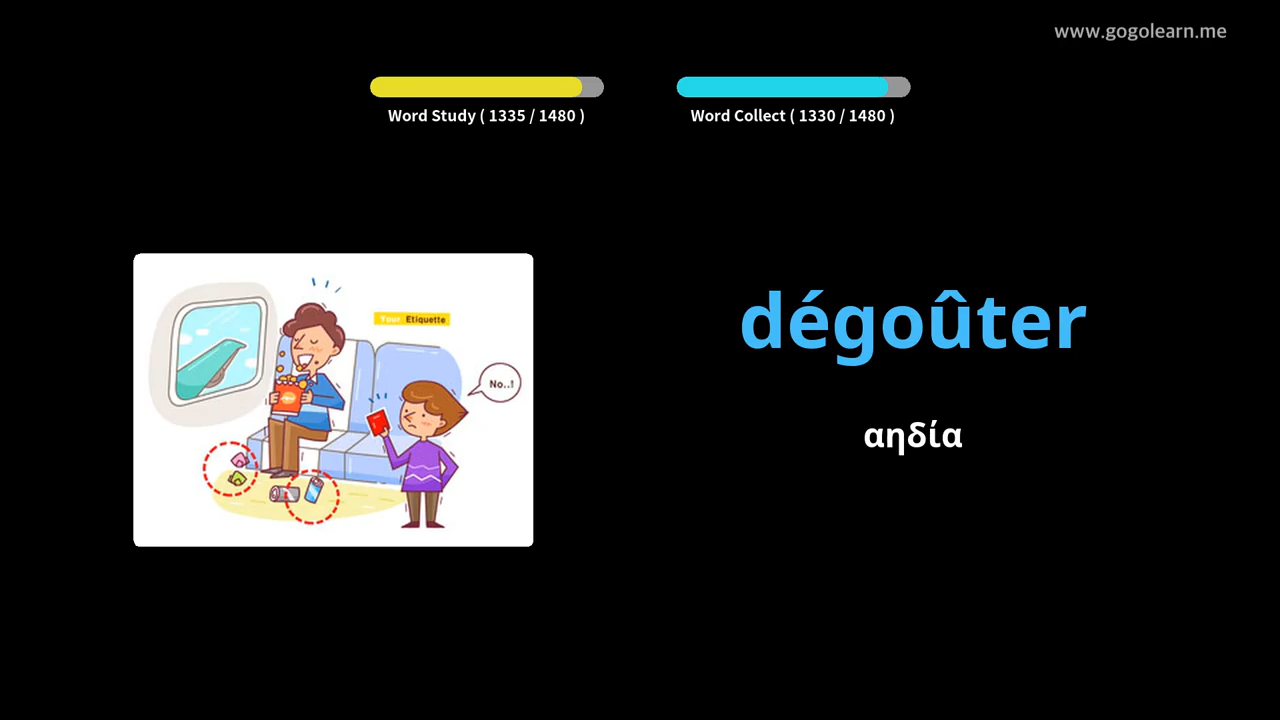 www.gogolearn.me
Word Study ( 1335 / 1480 )
Word Collect ( 1330 / 1480 )
Your Etiquette
No..!
dégoûter
αηδία